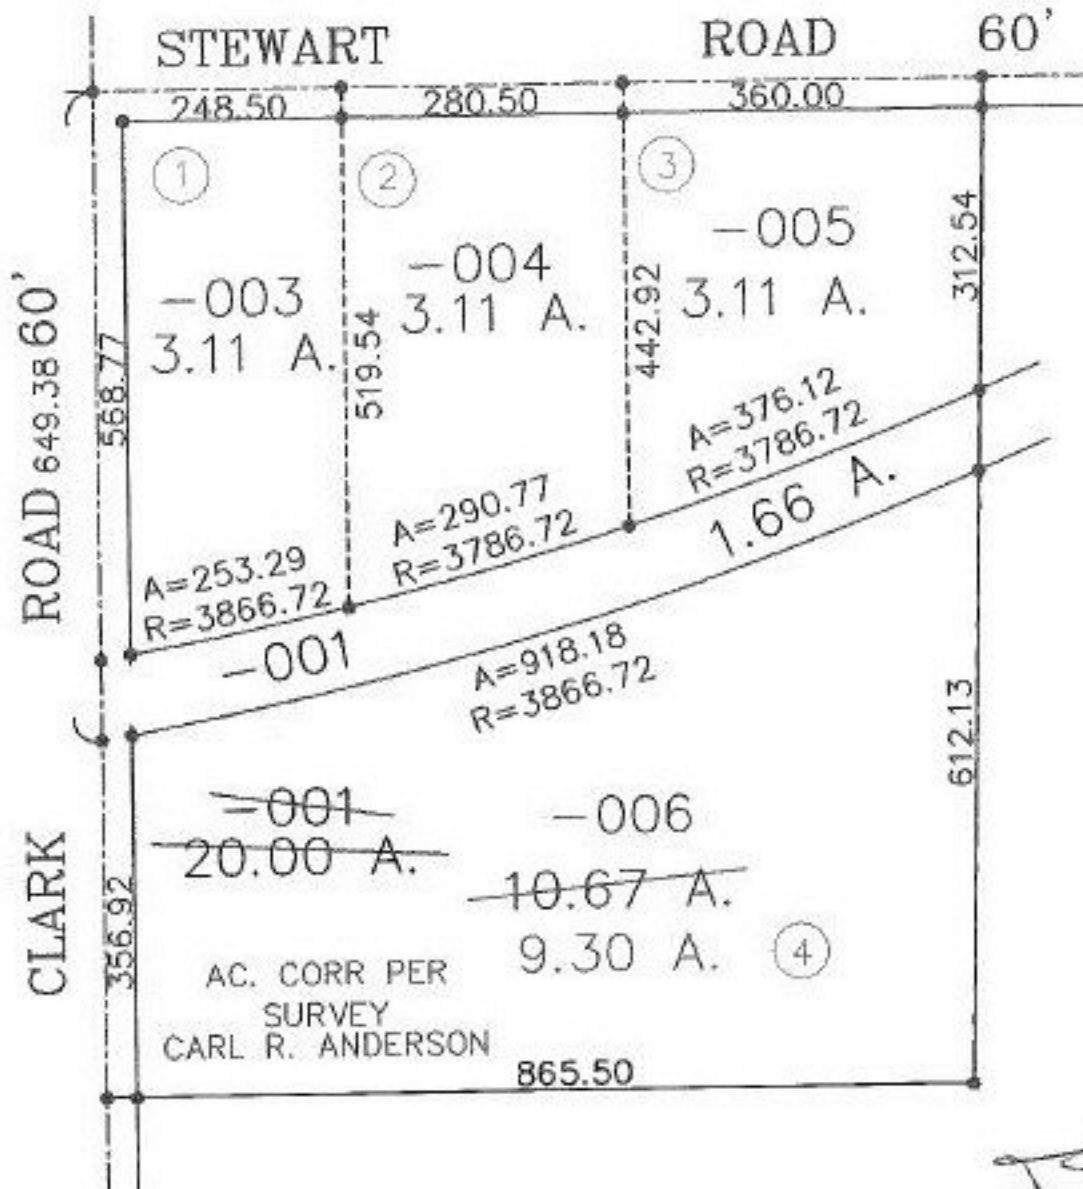 STEWART ROAD 60'
248.50 280.50 360.00
1 2 3
-003
3.11 A.
-004
3.11 A.
-005
3.11 A.
312.54
568.77
519.54
442.92
ROAD 649.38 60'
A=253.29
R=3866.72
A=290.77
R=3786.72
A=376.12
R=3786.72
1.66 A.
-001
A=918.18
R=3866.72
612.13
-001
20.00 A.
-006
10.67 A.
9.30 A. 4
CLARK
356.92
AC. CORR PER
SURVEY
CARL R. ANDERSON
865.50